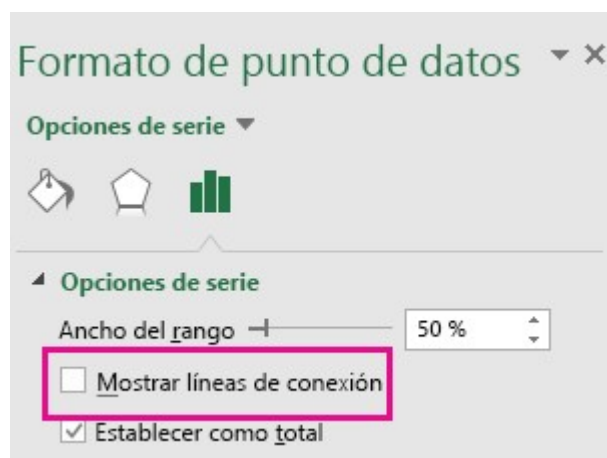 Formato de punto de datos
Opciones de serie
Opciones de serie
Ancho del rango 50 %
Mostrar líneas de conexión
Establecer como total